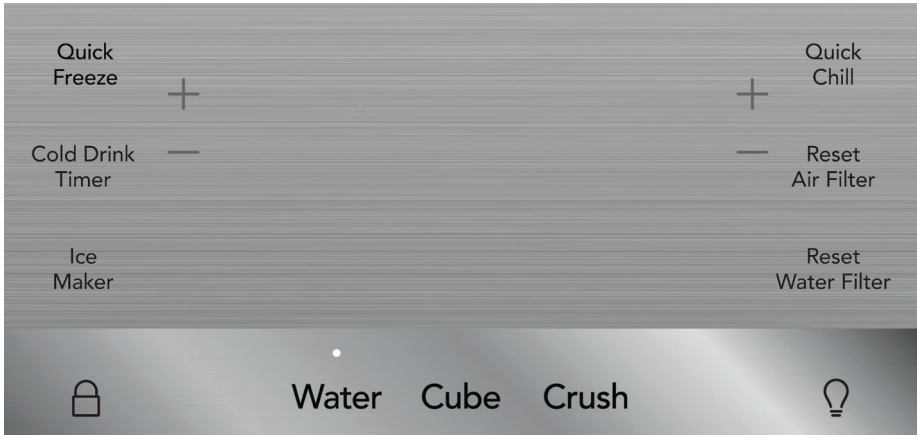 Quick
Freeze
Cold Drink
Timer
Ice
Maker
Quick
Chill
Reset
Air Filter
Reset
Water Filter
Water Cube Crush